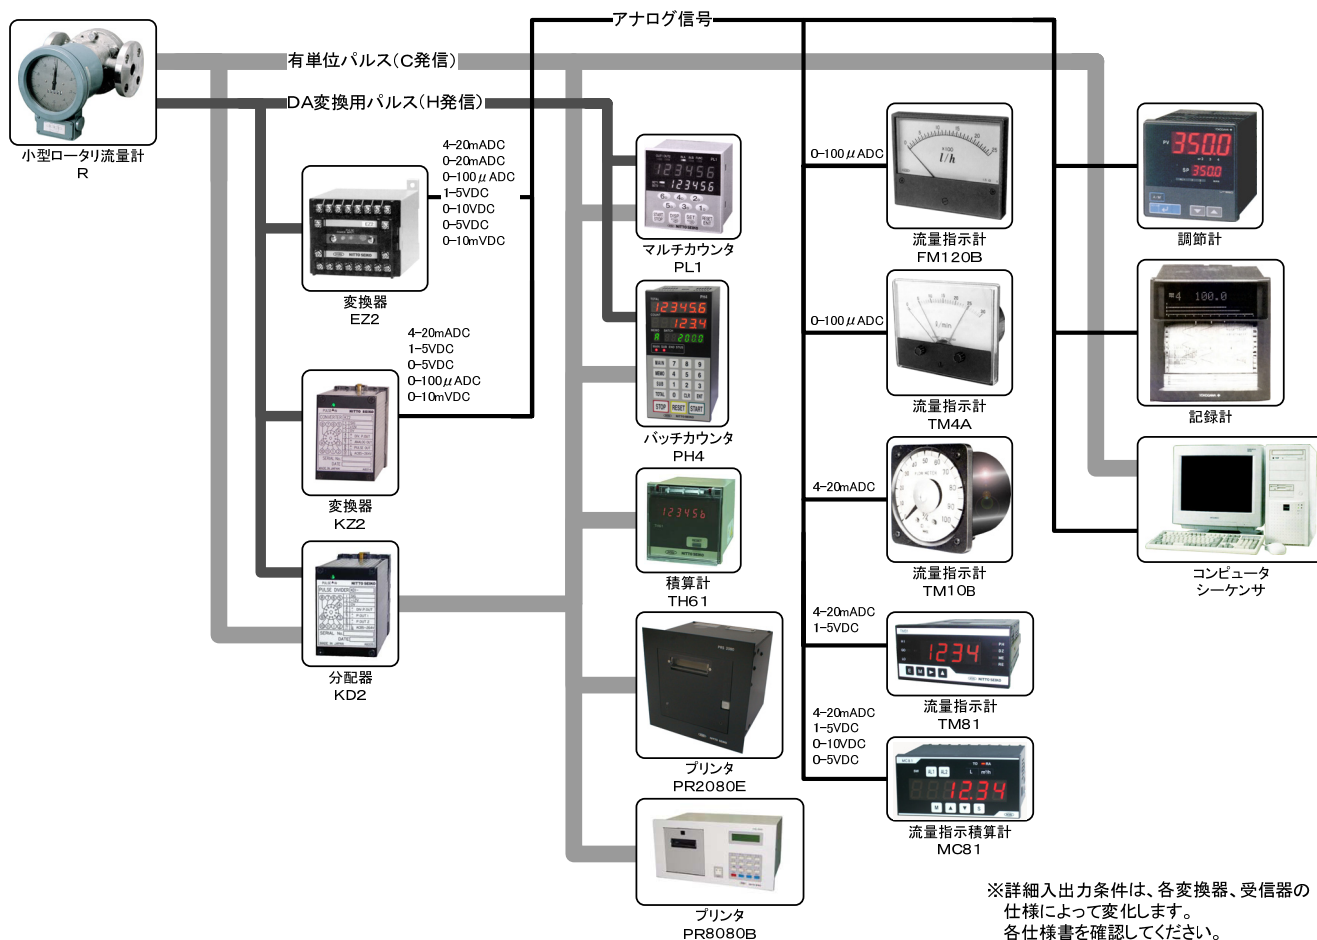 アナログ信号
有単位パルス(C発信)
DA変換用パルス(H発信)
小型ロータリ流量計
R
4-20mADC
0-20mADC
0-100μADC
1-5VDC
0-10VDC
0-5VDC
0-10mVDC
変換器
EZ2
4-20mADC
1-5VDC
0-5VDC
0-100μADC
0-10mVDC
変換器
KZ2
分配器
KD2
マルチカウンタ
PL1
バッチカウンタ
PH4
積算計
TH61
プリンタ
PR2080E
プリンタ
PR8080B
0-100μADC
流量指示計
FM120B
0-100μADC
流量指示計
TM4A
4-20mADC
流量指示計
TM10B
4-20mADC
1-5VDC
流量指示計
TM81
4-20mADC
1-5VDC
0-10VDC
0-5VDC
流量指示積算計
MC81
調節計
記録計
コンピュータ
シーケンサ
※詳細入出力条件は、各変換器、受信器の
仕様によって変化します。
各仕様書を確認してください。